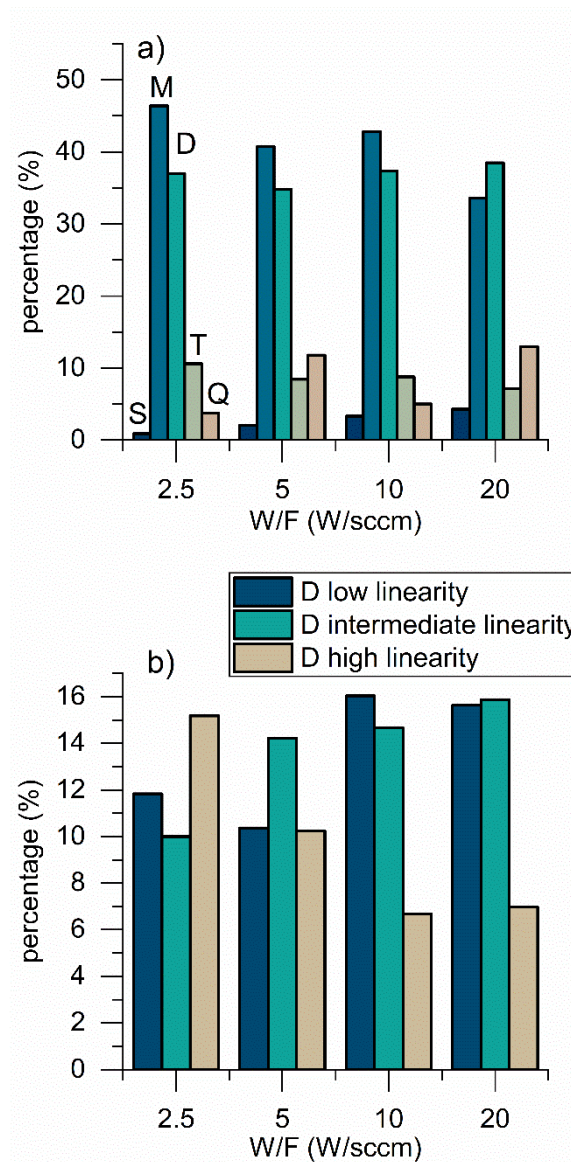 a)
50
40
30
20
10
0
percentage (%)
S
M
D
T
Q
2.5 5 10 20
W/F (W/sccm)
D low linearity
D intermediate linearity
D high linearity
b)
16
14
12
10
8
6
4
2
0
percentage (%)
2.5 5 10 20
W/F (W/sccm)